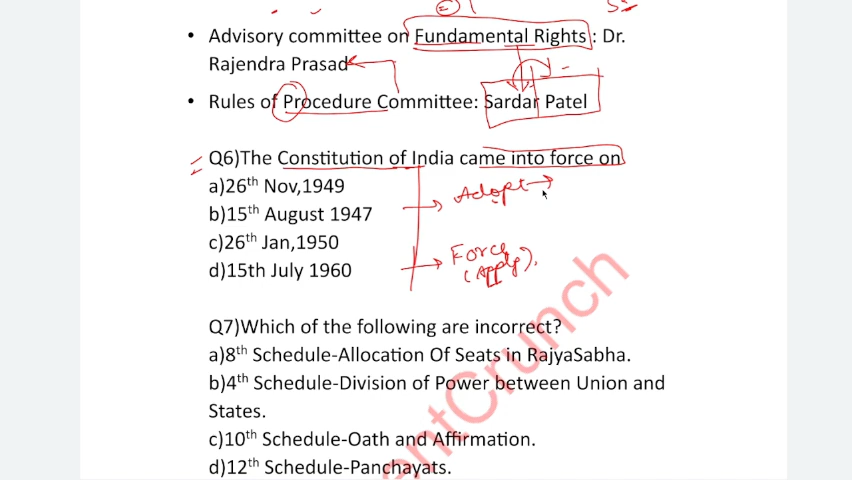 • Advisory committee on Fundamental Rights : Dr.
Rajendra Prasad
• Rules of Procedure Committee: Sardar Patel
Q6)The Constitution of India came into force on
a)26th Nov,1949
Adopt →
b)15th August 1947
c)26th Jan,1950
Force
d)15th July 1960
(Apply).
Q7)Which of the following are incorrect?
a)8th Schedule-Allocation Of Seats in RajyaSabha.
b)4th Schedule-Division of Power between Union and
States.
c)10th Schedule-Oath and Affirmation.
d)12th Schedule-Panchayats.